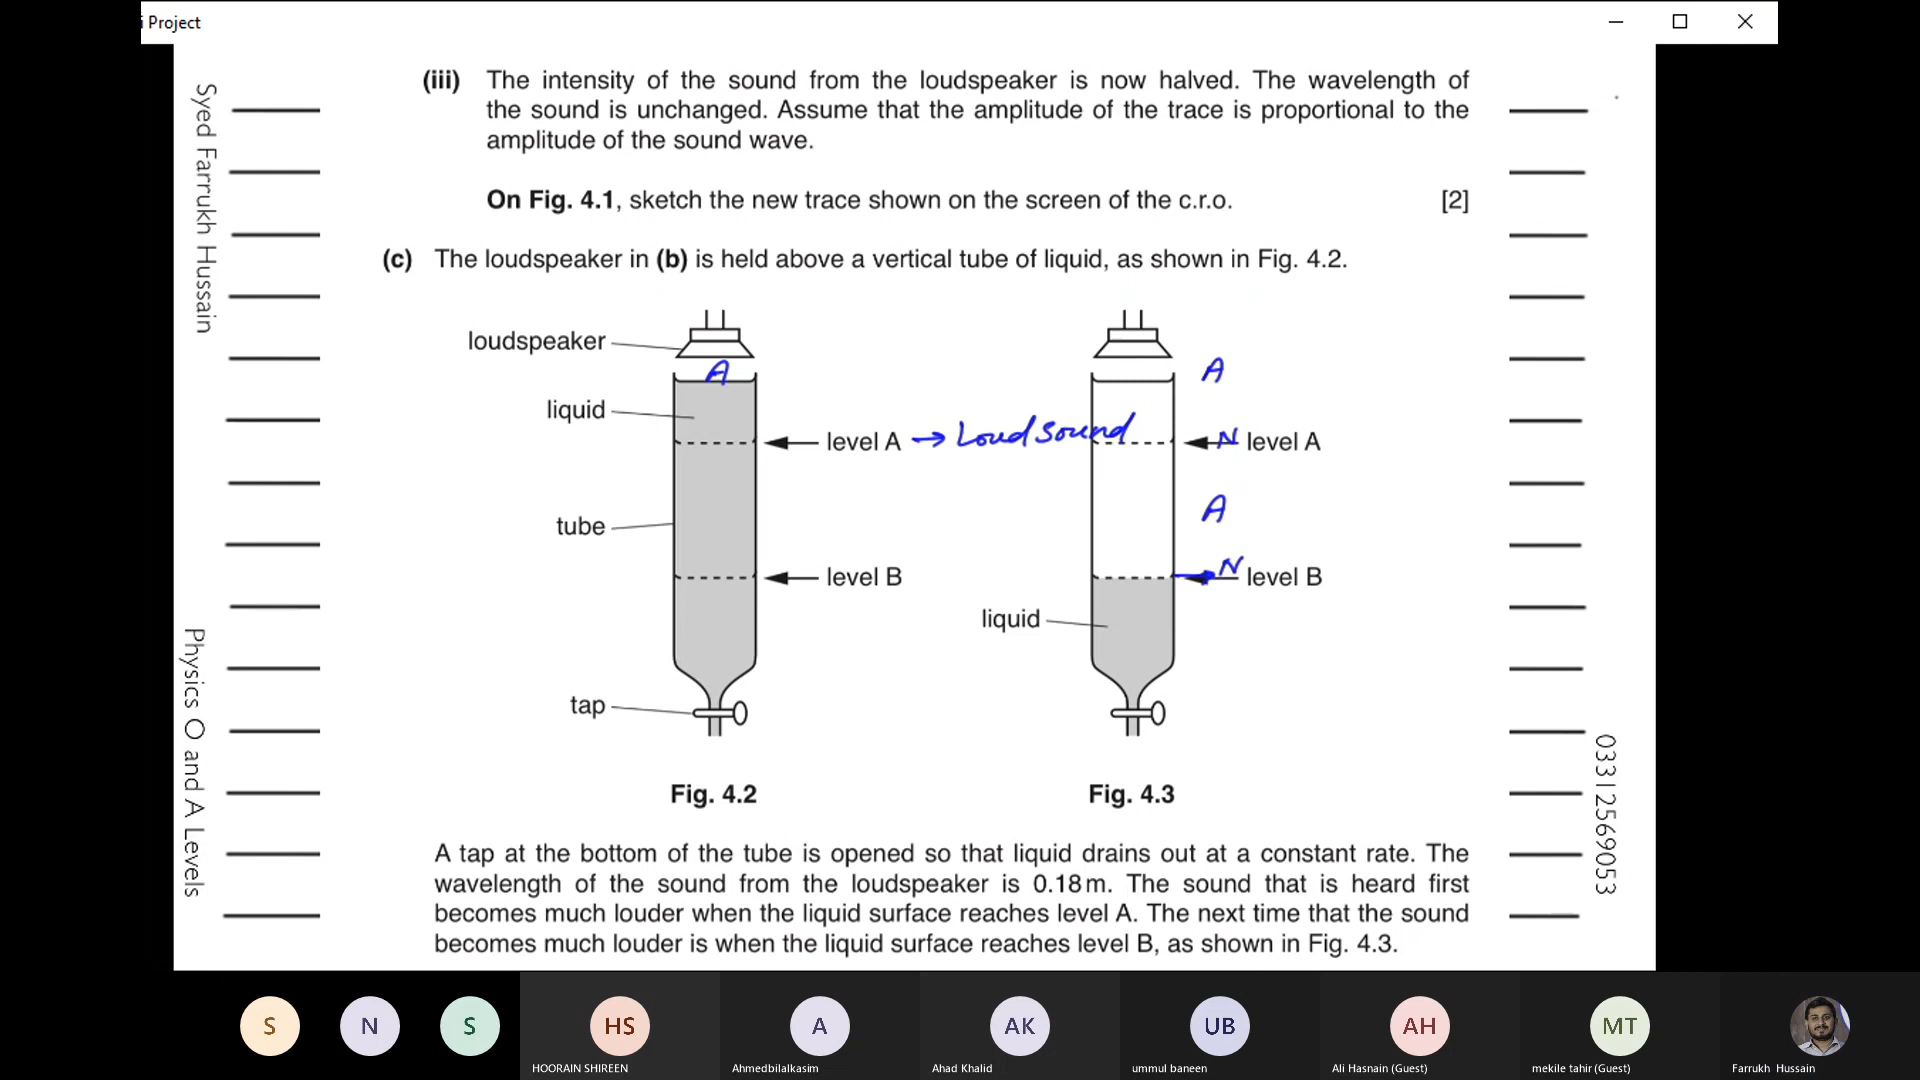 i Project
(iii) The intensity of the sound from the loudspeaker is now halved. The wavelength of
the sound is unchanged. Assume that the amplitude of the trace is proportional to the
amplitude of the sound wave.
On Fig. 4.1, sketch the new trace shown on the screen of the c.r.o. [2]
(c) The loudspeaker in (b) is held above a vertical tube of liquid, as shown in Fig. 4.2.
Syed Farrukh Hussain
Physics O and A Levels
loudspeaker
A
liquid
level A → Loud sound
tube
level B
tap
Fig. 4.2
A
N level A
A
N level B
liquid
Fig. 4.3
03312569053
A tap at the bottom of the tube is opened so that liquid drains out at a constant rate. The
wavelength of the sound from the loudspeaker is 0.18 m. The sound that is heard first
becomes much louder when the liquid surface reaches level A. The next time that the sound
becomes much louder is when the liquid surface reaches level B, as shown in Fig. 4.3.
S N S HS A AK UB AH MT
HOORAIN SHIREEN Ahmedbilalkasim Ahad Khalid ummul baneen Ali Hasnain (Guest) mekile tahir (Guest) Farrukh Hussain